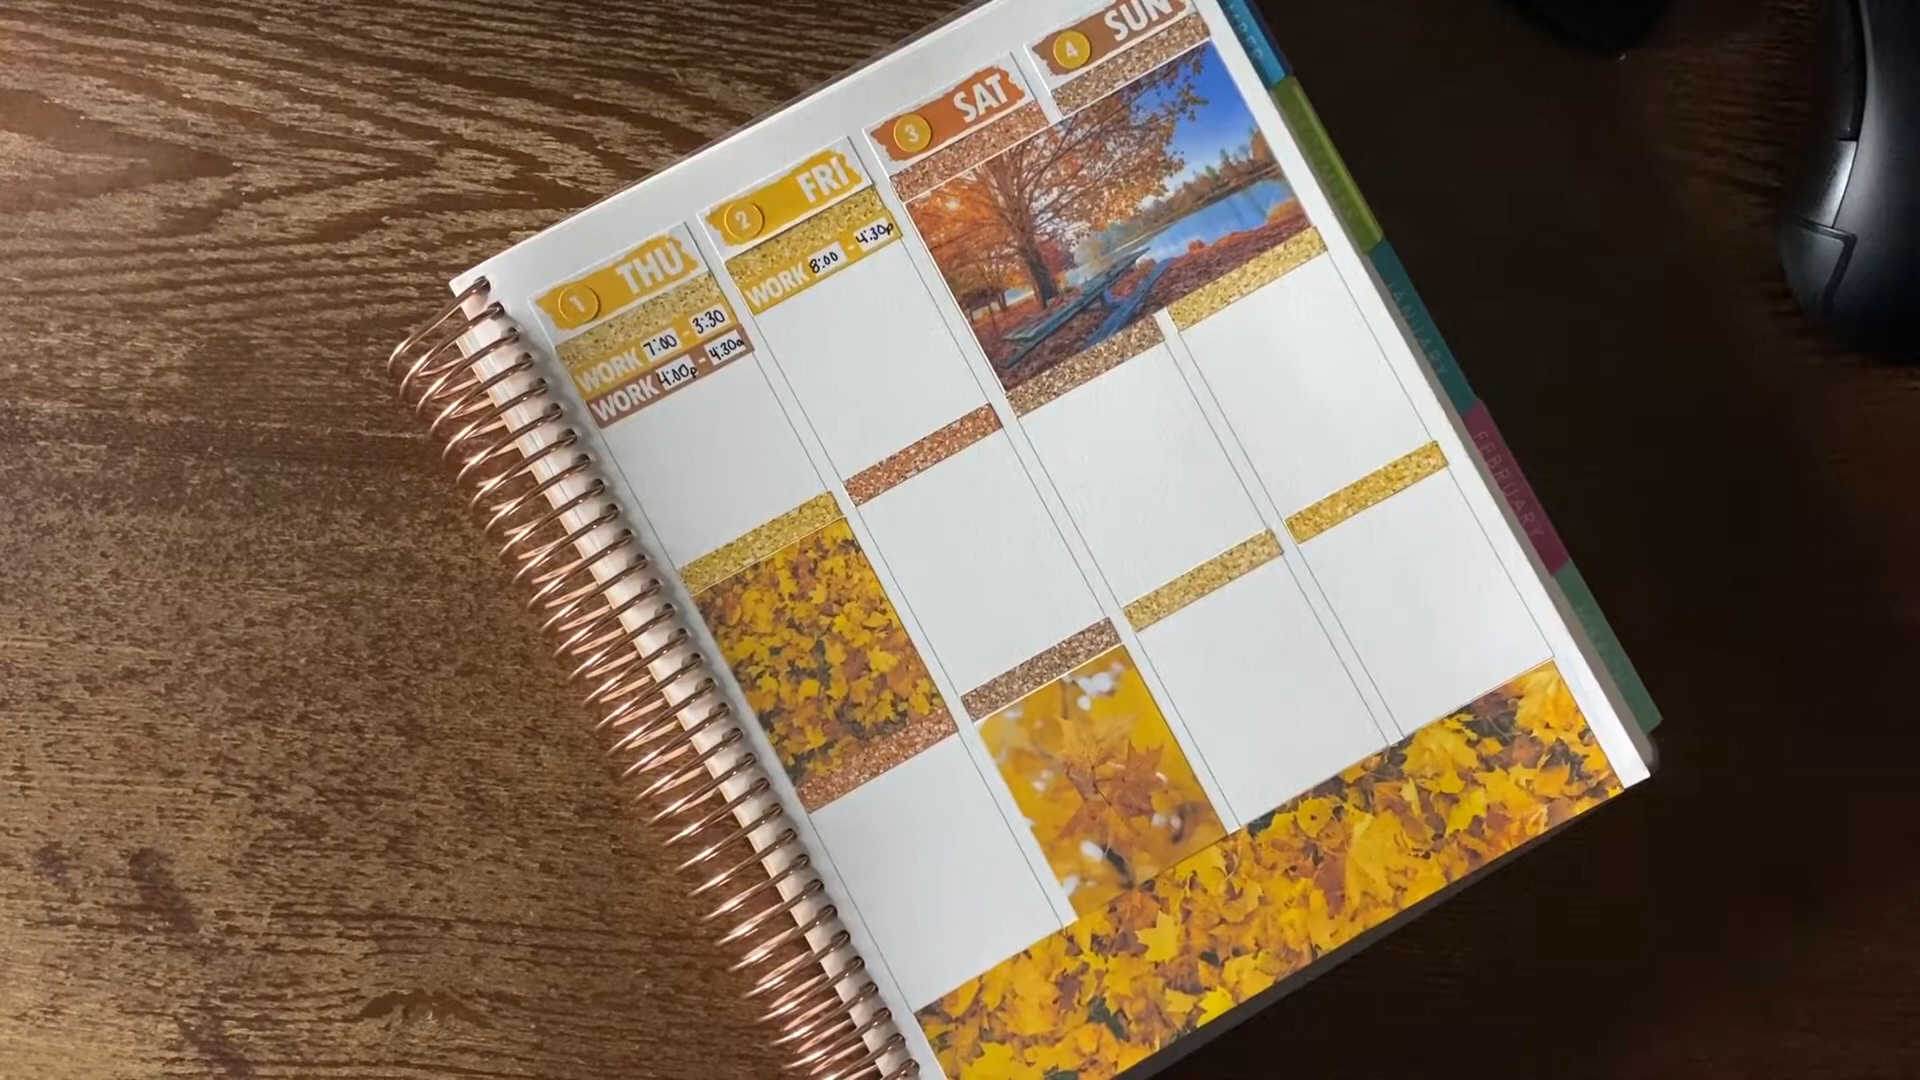 1 THU
WORK 7:00 - 3:30
WORK 4:00p - 4:30p
2 FRI
WORK 8:00 - 4:30p
3 SAT
4 SUN
JANUARY
FEBRUARY